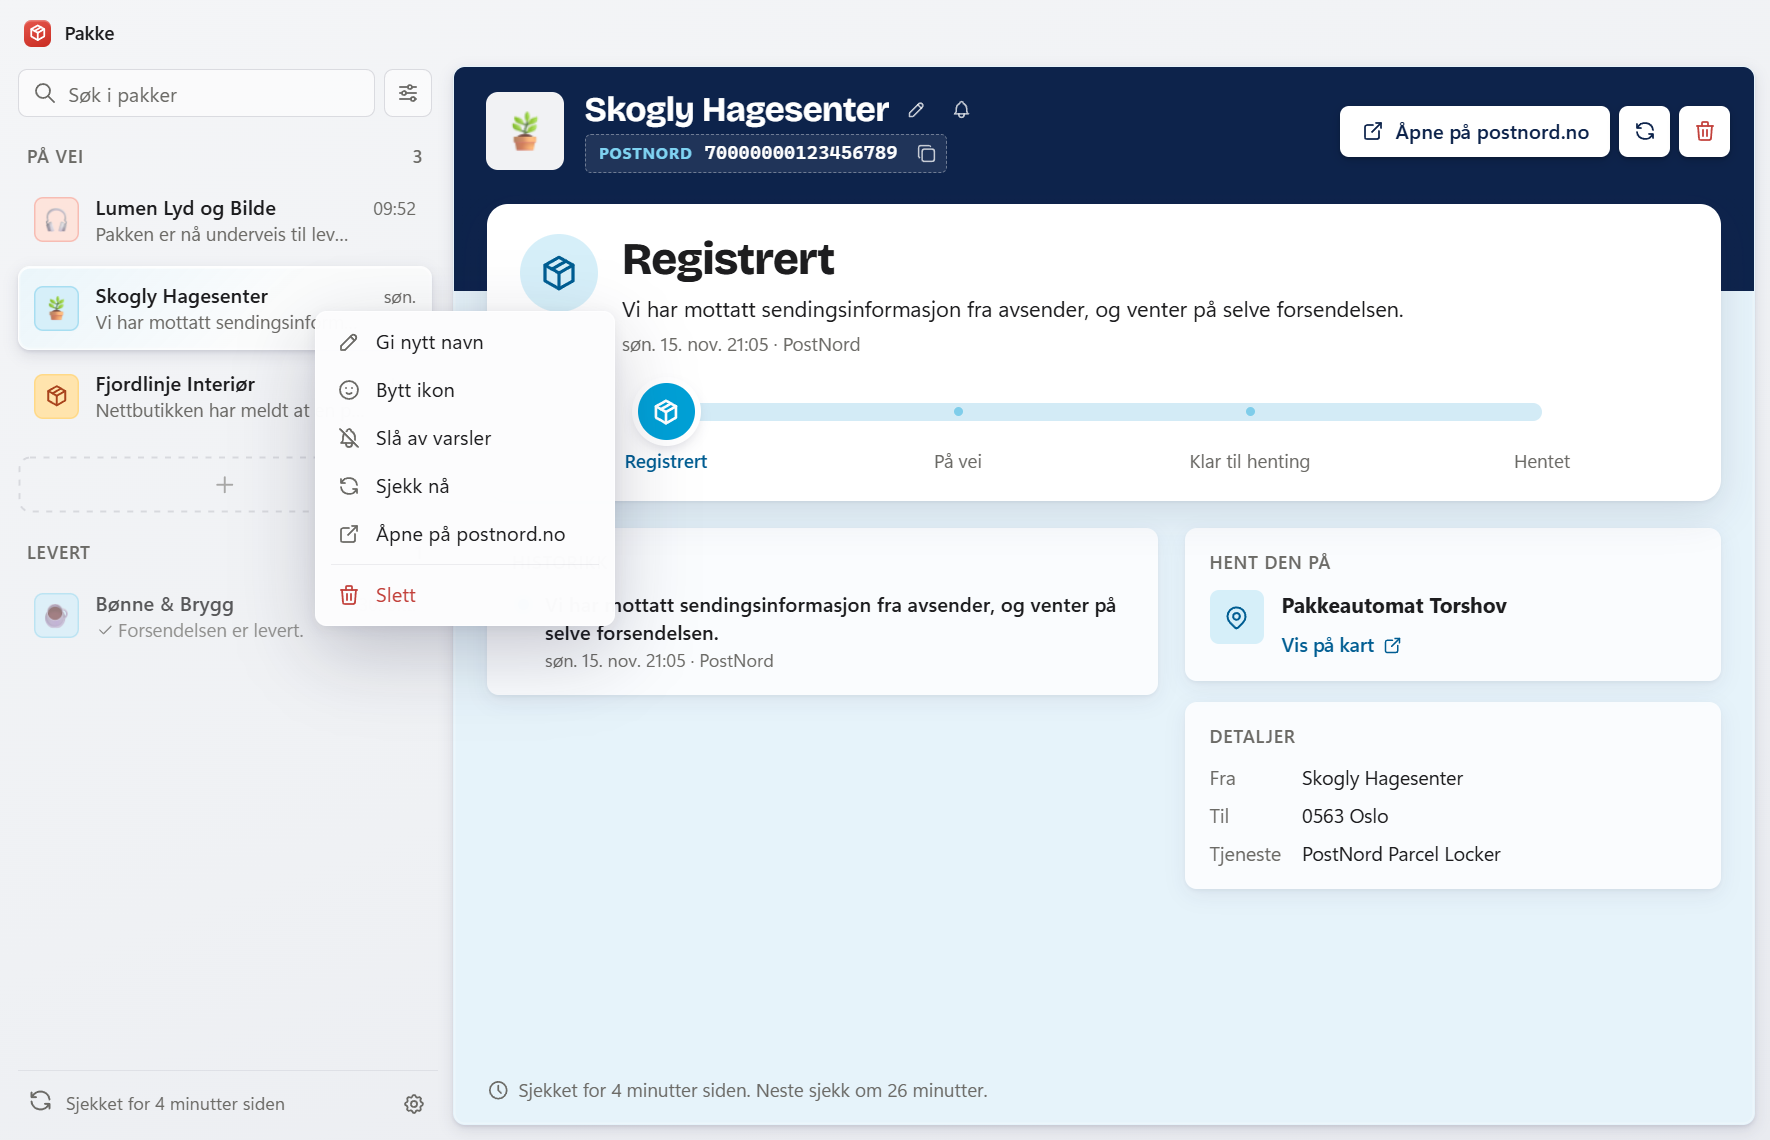 Pakke
Søk i pakker
PÅ VEI 3
Lumen Lyd og Bilde 09:52
Pakken er nå underveis til lev...
Skogly Hagesenter søn.
Vi har mottatt
Fjordlinje Interiør
Nettbutikken har meldt at
LEVERT
Bønne & Brygg
Forsendelsen er levert.
Sjekket for 4 minutter siden
Gi nytt navn
Bytt ikon
Slå av varsler
Sjekk nå
Åpne på postnord.no
Slett
Skogly Hagesenter
POSTNORD 70000000123456789
Åpne på postnord.no
Registrert
Vi har mottatt sendingsinformasjon fra avsender, og venter på selve forsendelsen.
søn. 15. nov. 21:05 · PostNord
Registrert På vei Klar til henting Hentet
Vi har mottatt sendingsinformasjon fra avsender, og venter på
selve forsendelsen.
søn. 15. nov. 21:05 · PostNord
HENT DEN PÅ
Pakkeautomat Torshov
Vis på kart
DETALJER
Fra Skogly Hagesenter
Til 0563 Oslo
Tjeneste PostNord Parcel Locker
Sjekket for 4 minutter siden. Neste sjekk om 26 minutter.